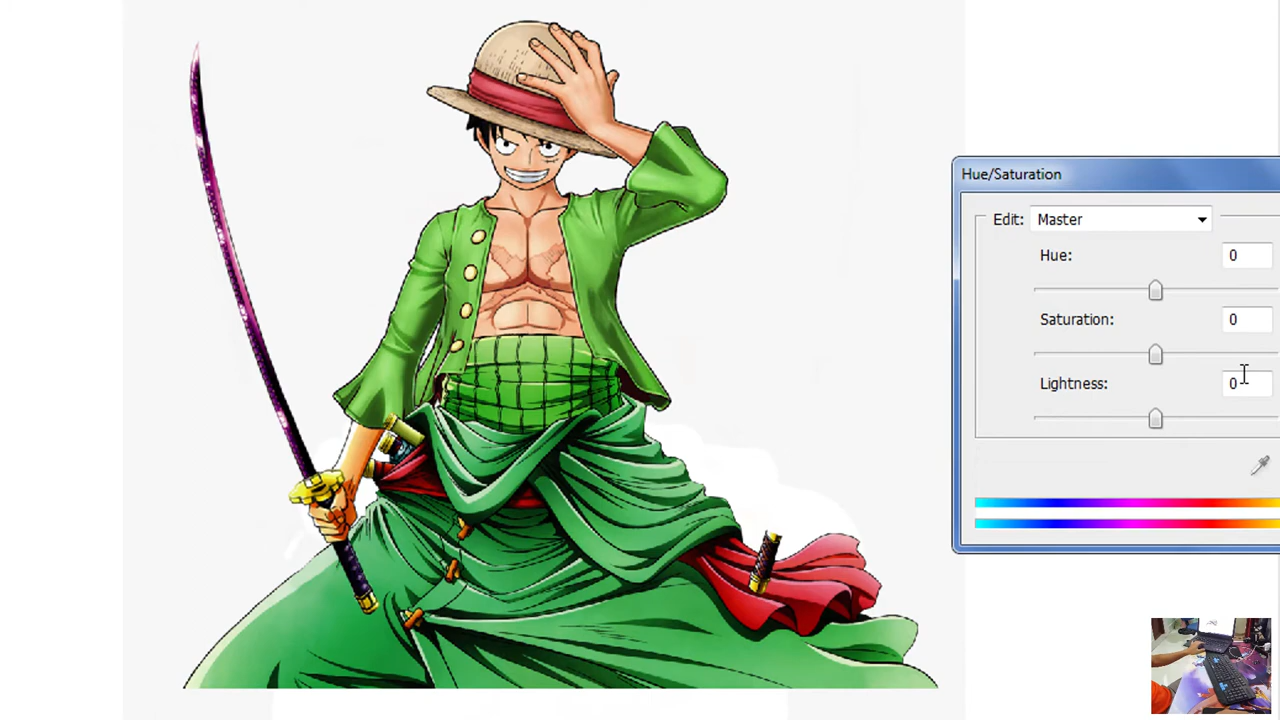 Hue/Saturation
Edit: Master
Hue: 0
Saturation: 0
Lightness: 0